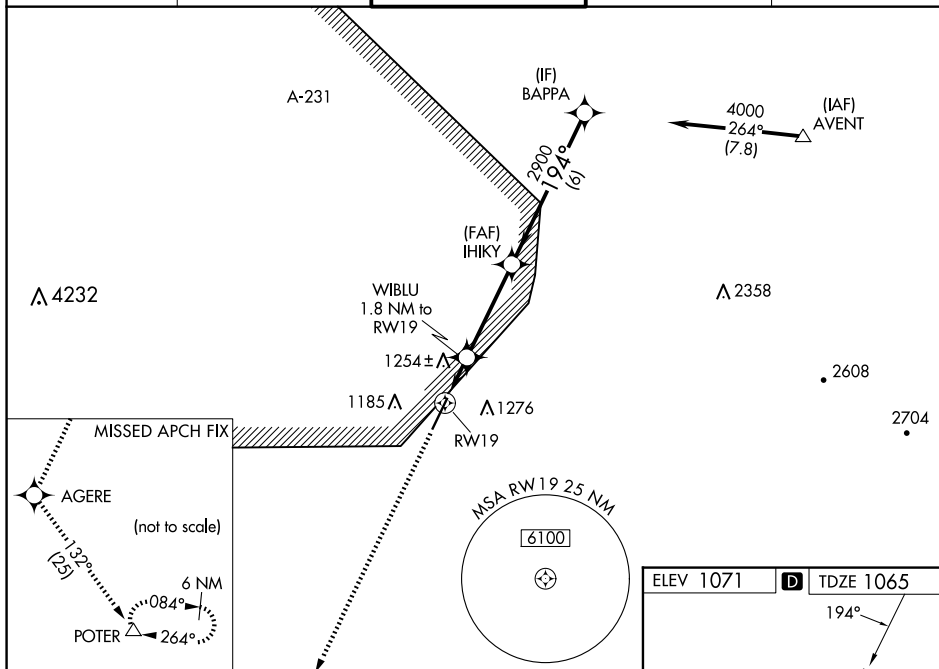 (IF)
BAPPA
A-231
4000
264°
(7.8)
(IAF)
AVENT
2900
194°
(6)
(FAF)
IHIKY
4232
WIBLU
1.8 NM to
RW19
2358
1254±
2608
1185
1276
RW19
2704
MISSED APCH FIX
AGERE
(not to scale)
132°
(25)
6 NM
084°
POTER
264°
MSA RW19 25 NM
6100
ELEV 1071
D
TDZE 1065
194°